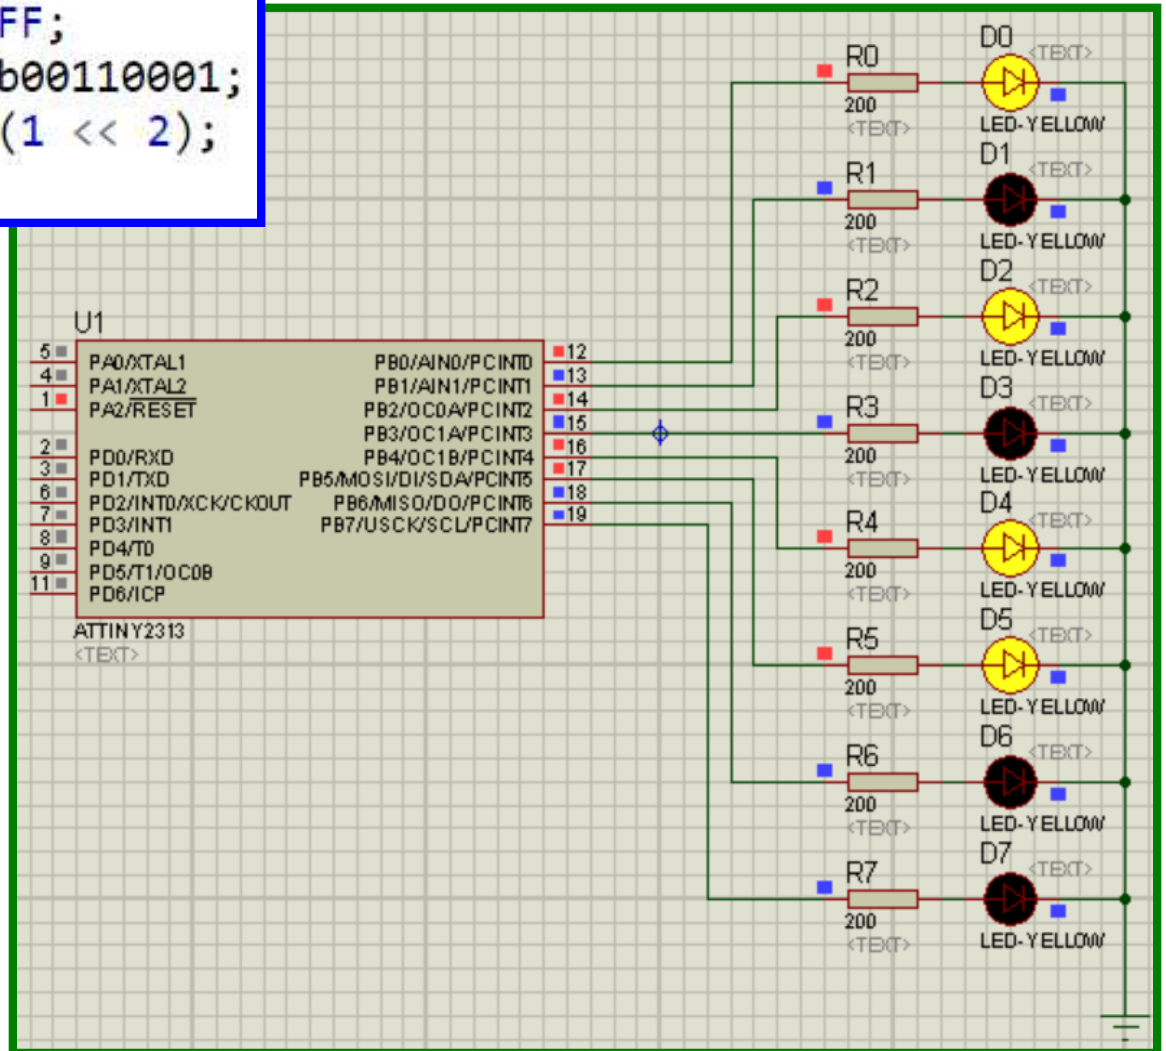 FF;
b00110001;
(1 << 2);
D0
<TEXT>
R0
200
<TEXT>
LED-YELLOW
D1
<TEXT>
R1
200
<TEXT>
LED-YELLOW
D2
<TEXT>
R2
200
<TEXT>
LED-YELLOW
D3
<TEXT>
R3
200
<TEXT>
LED-YELLOW
D4
<TEXT>
R4
200
<TEXT>
LED-YELLOW
D5
<TEXT>
R5
200
<TEXT>
LED-YELLOW
D6
<TEXT>
R6
200
<TEXT>
LED-YELLOW
D7
<TEXT>
R7
200
<TEXT>
LED-YELLOW
U1
5 PA0/XTAL1
4 PA1/XTAL2
1 PA2/RESET
2 PD0/RXD
3 PD1/TXD
6 PD2/INT0/XCK/CKOUT
7 PD3/INT1
8 PD4/T0
9 PD5/T1/OC0B
11 PD6/ICP
PB0/AIN0/PCINT0 12
PB1/AIN1/PCINT1 13
PB2/OC0A/PCINT2 14
PB3/OC1A/PCINT3 15
PB4/OC1B/PCINT4 16
PB5/MOSI/DI/SDA/PCINT5 17
PB6/MISO/DO/PCINT6 18
PB7/USCK/SCL/PCINT7 19
ATTINY2313
<TEXT>